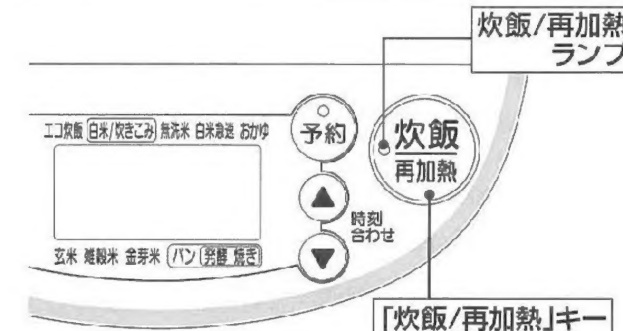 炊飯/再加熱
ランプ
エコ炊飯 白米/炊きこみ 無洗米 白米急速 おかゆ
予約
炊飯
再加熱
時刻
合わせ
玄米 雑穀米 金芽米 パン 発酵 焼き
「炊飯/再加熱」キー